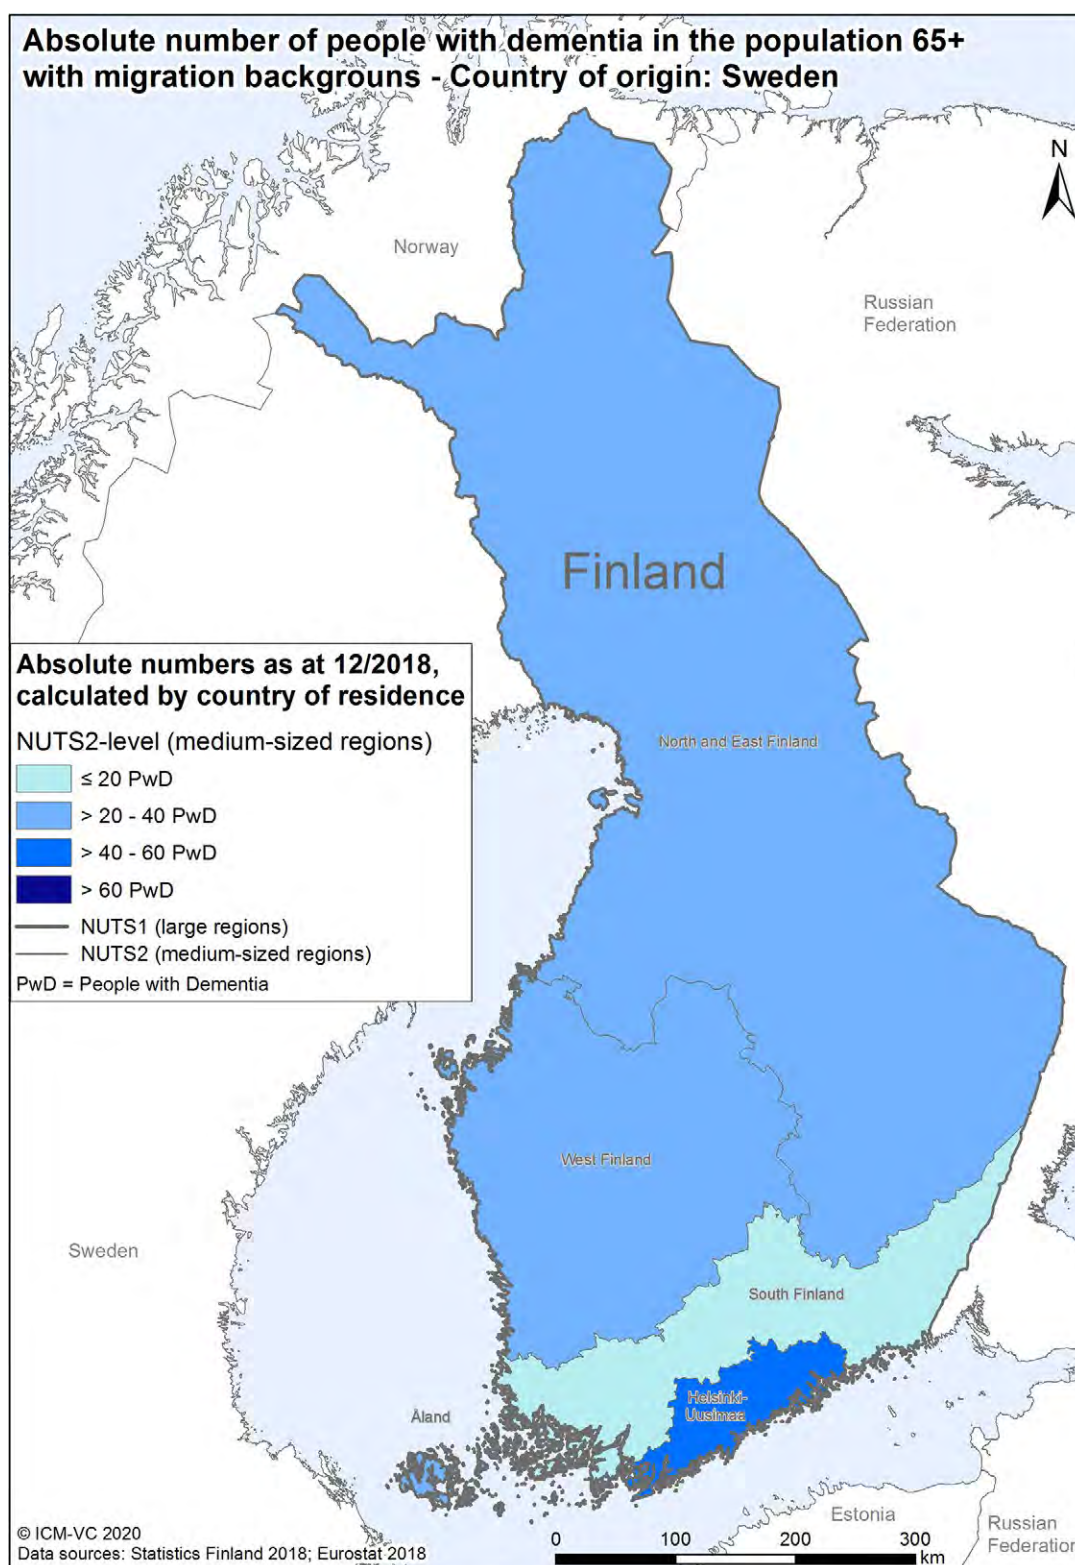 Absolute number of people with dementia in the population 65+
with migration backgrouns - Country of origin: Sweden
N
Norway
Russian
Federation
Finland
Absolute numbers as at 12/2018,
calculated by country of residence
NUTS2-level (medium-sized regions)
≤ 20 PwD
> 20 - 40 PwD
> 40 - 60 PwD
> 60 PwD
NUTS1 (large regions)
NUTS2 (medium-sized regions)
PwD = People with Dementia
North and East Finland
West Finland
Sweden
South Finland
Helsinki-
Uusimaa
Åland
Estonia
Russian
Federation
© ICM-VC 2020
Data sources: Statistics Finland 2018; Eurostat 2018
0 100 200 300
km